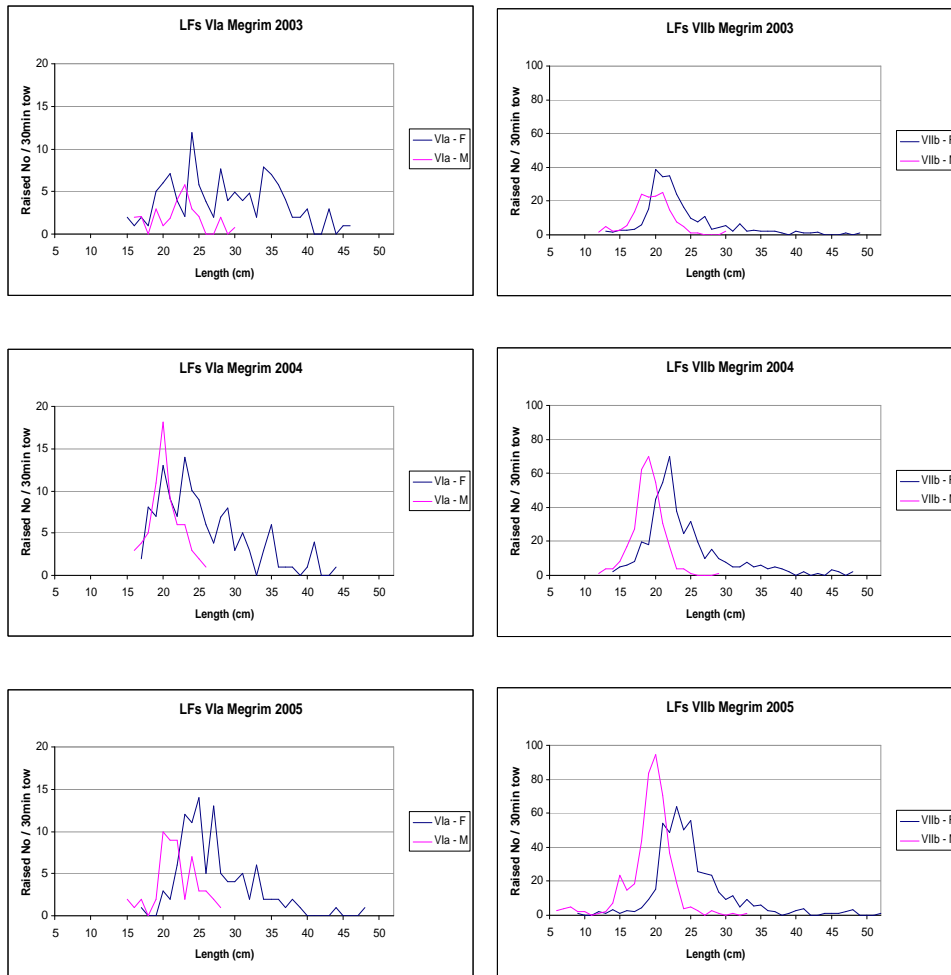 LFs VIa Megrim 2003
Raised No / 30min tow
20
15
10
5
0
5 10 15 20 25 30 35 40 45 50
Length (cm)
VIa - F
VIa - M
LFs VIIb Megrim 2003
Raised No / 30min tow
100
80
60
40
20
0
5 10 15 20 25 30 35 40 45 50
Length (cm)
VIIb -
VIIb -
LFs VIa Megrim 2004
Raised No / 30min tow
20
15
10
5
0
5 10 15 20 25 30 35 40 45 50
Length (cm)
VIa - F
VIa - M
LFs VIIb Megrim 2004
Raised No / 30min tow
100
80
60
40
20
0
5 10 15 20 25 30 35 40 45 50
Length (cm)
VIIb -
VIIb -
LFs VIa Megrim 2005
Raised No / 30min tow
20
15
10
5
0
5 10 15 20 25 30 35 40 45 50
Length (cm)
VIa - F
VIa - M
LFs VIIb Megrim 2005
Raised No / 30min tow
100
80
60
40
20
0
5 10 15 20 25 30 35 40 45 50
Length (cm)
VIIb -
VIIb -